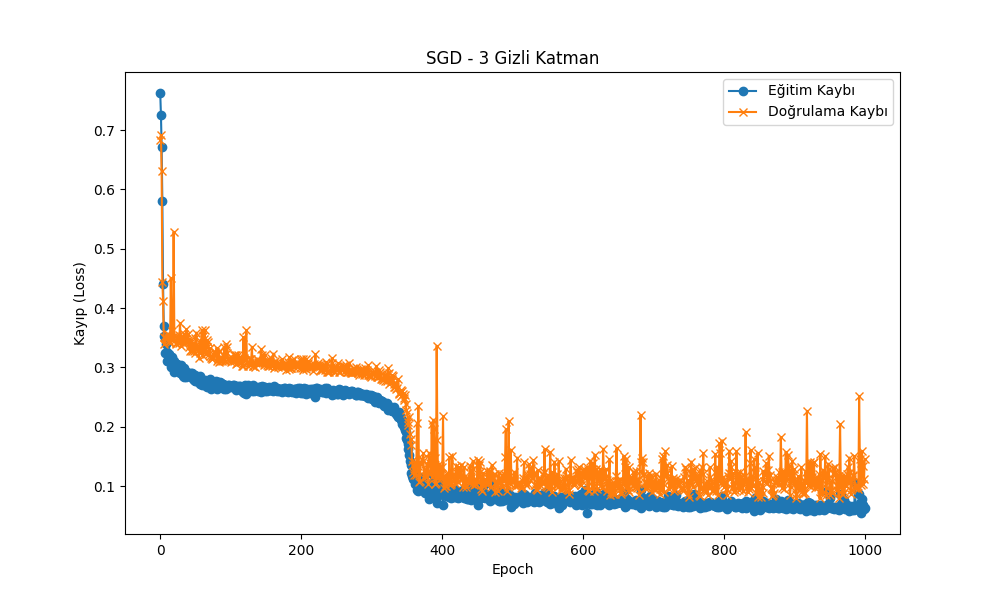 SGD - 3 Gizli Katman
Eğitim Kaybı
Doğrulama Kaybı
Kayıp (Loss)
0.7
0.6
0.5
0.4
0.3
0.2
0.1
0 200 400 600 800 1000
Epoch